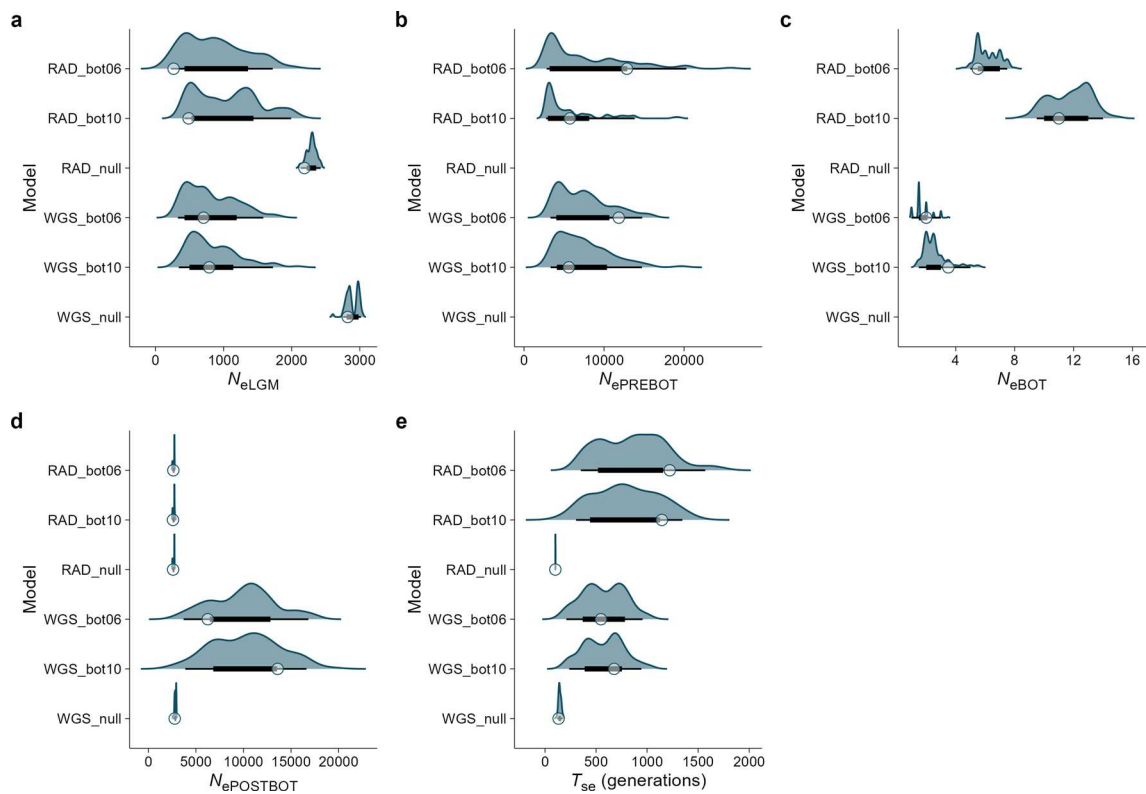 a
Model
RAD_bot06
RAD_bot10
RAD_null
WGS_bot06
WGS_bot10
WGS_null
0 1000 2000 3000
NeLGM
b
Model
RAD_bot06
RAD_bot10
RAD_null
WGS_bot06
WGS_bot10
WGS_null
0 10000 20000
NePREBOT
c
Model
RAD_bot06
RAD_bot10
RAD_null
WGS_bot06
WGS_bot10
WGS_null
4 8 12 16
NeBOT
d
Model
RAD_bot06
RAD_bot10
RAD_null
WGS_bot06
WGS_bot10
WGS_null
0 5000 10000 15000 20000
NePOSTBOT
e
Model
RAD_bot06
RAD_bot10
RAD_null
WGS_bot06
WGS_bot10
WGS_null
0 500 1000 1500 2000
Tse (generations)